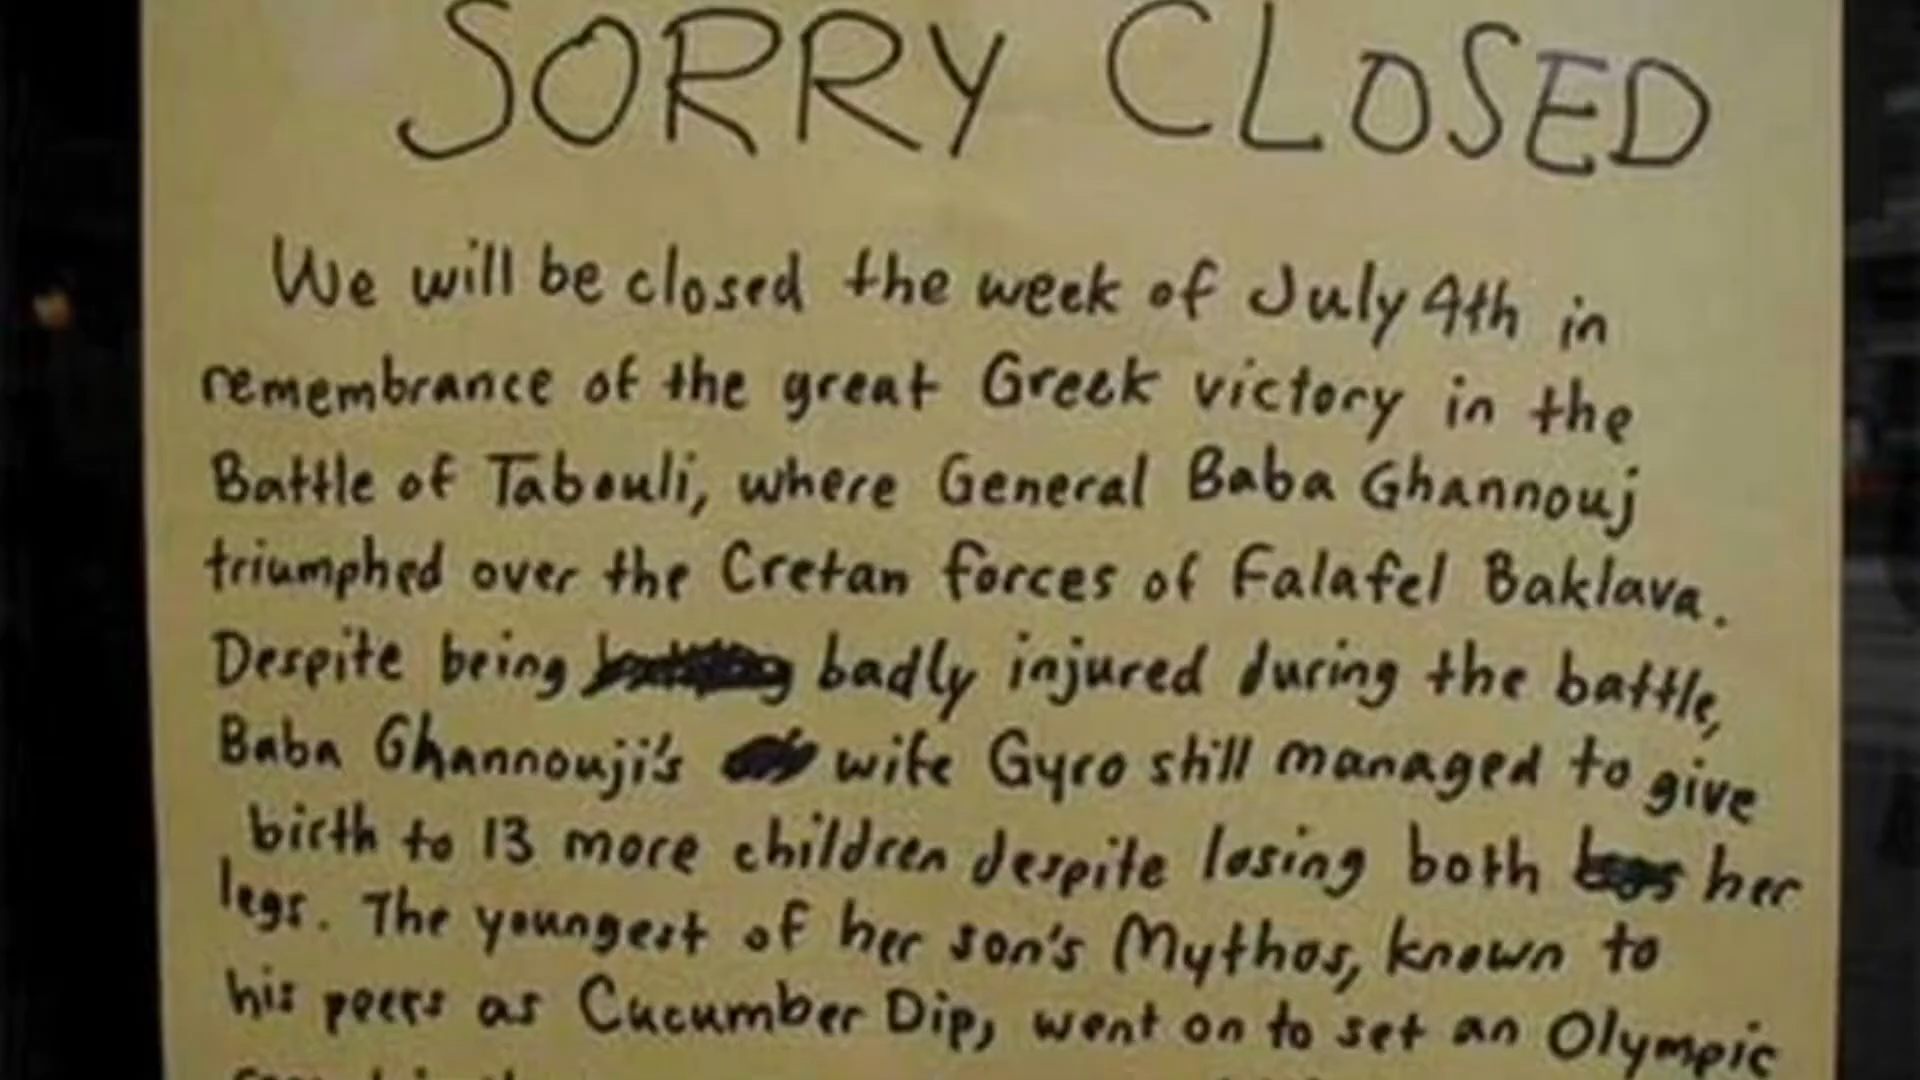 SORRY CLOSED
We will be closed the week of July 4th in
remembrance of the great Greek victory in the
Battle of Tabouli, where General Baba Ghannouj
triumphed over the Cretan forces of Falafel Baklava.
Despite being badly injured during the battle,
Baba Ghannouji's wife Gyro still managed to give
birth to 13 more children despite losing both her
legs. The youngest of her son's Mythos, known to
his peers as Cucumber Dip, went on to set an Olympic